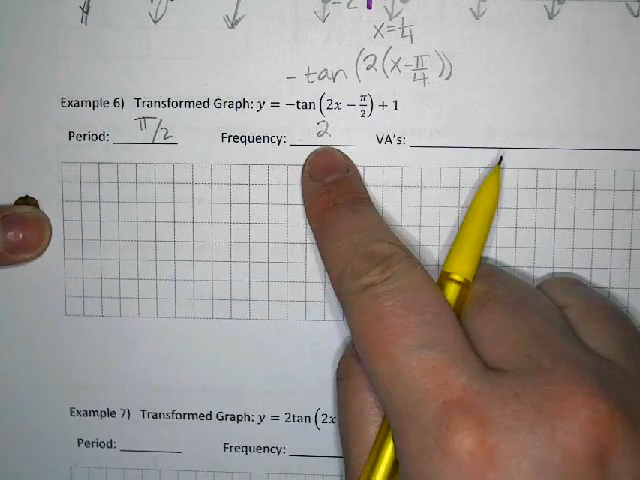 x = 1/4
- tan (2(x - π/4))
Example 6) Transformed Graph: y = −tan(2x − π/2) + 1
Period: π/2 Frequency: 2 VA's:
Example 7) Transformed Graph: y = 2tan(2x
Period: Frequency: